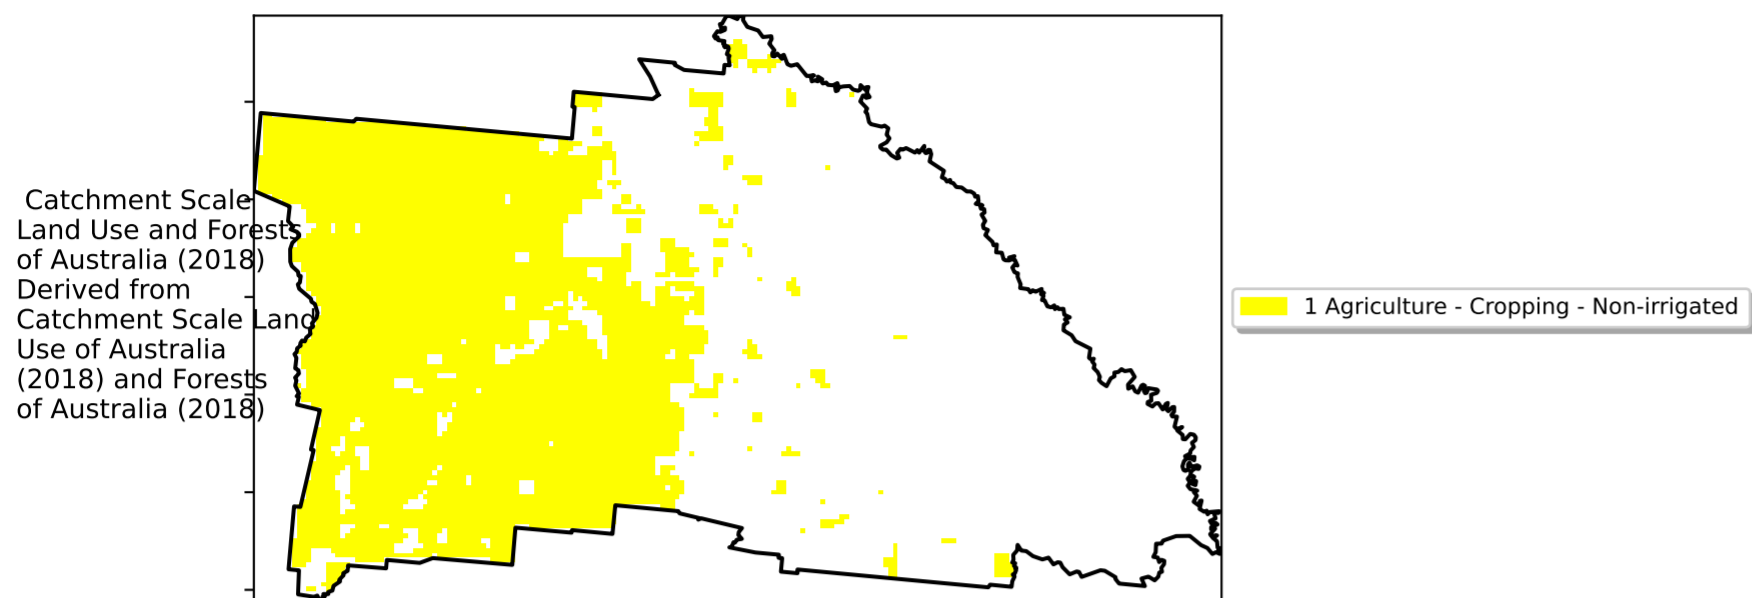 Catchment Scale
Land Use and Forests
of Australia (2018)
Derived from
Catchment Scale Land
Use of Australia
(2018) and Forests
of Australia (2018)
1 Agriculture - Cropping - Non-irrigated